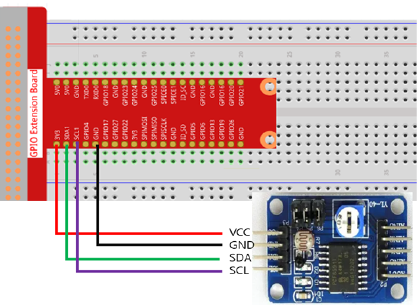 GPIO Extension Board
5V0 5V0 GND TXD0 RXD0 GPIO18 GND GPIO23 GPIO24 GND GPIO25 SPICE0 SPICE1 ID_SC GND GPIO12 GND GPIO16 GPIO20 GPIO21
3V3 SDA1 SCL1 GPIO4 GND GPIO17 GPIO27 GPIO22 3V3 SPIMOSI SPIMISO SPISCLK GND ID_SD GPIO5 GPIO6 GPIO13 GPIO19 GPIO26 GND
VCC
GND
SDA
SCL
YL-40